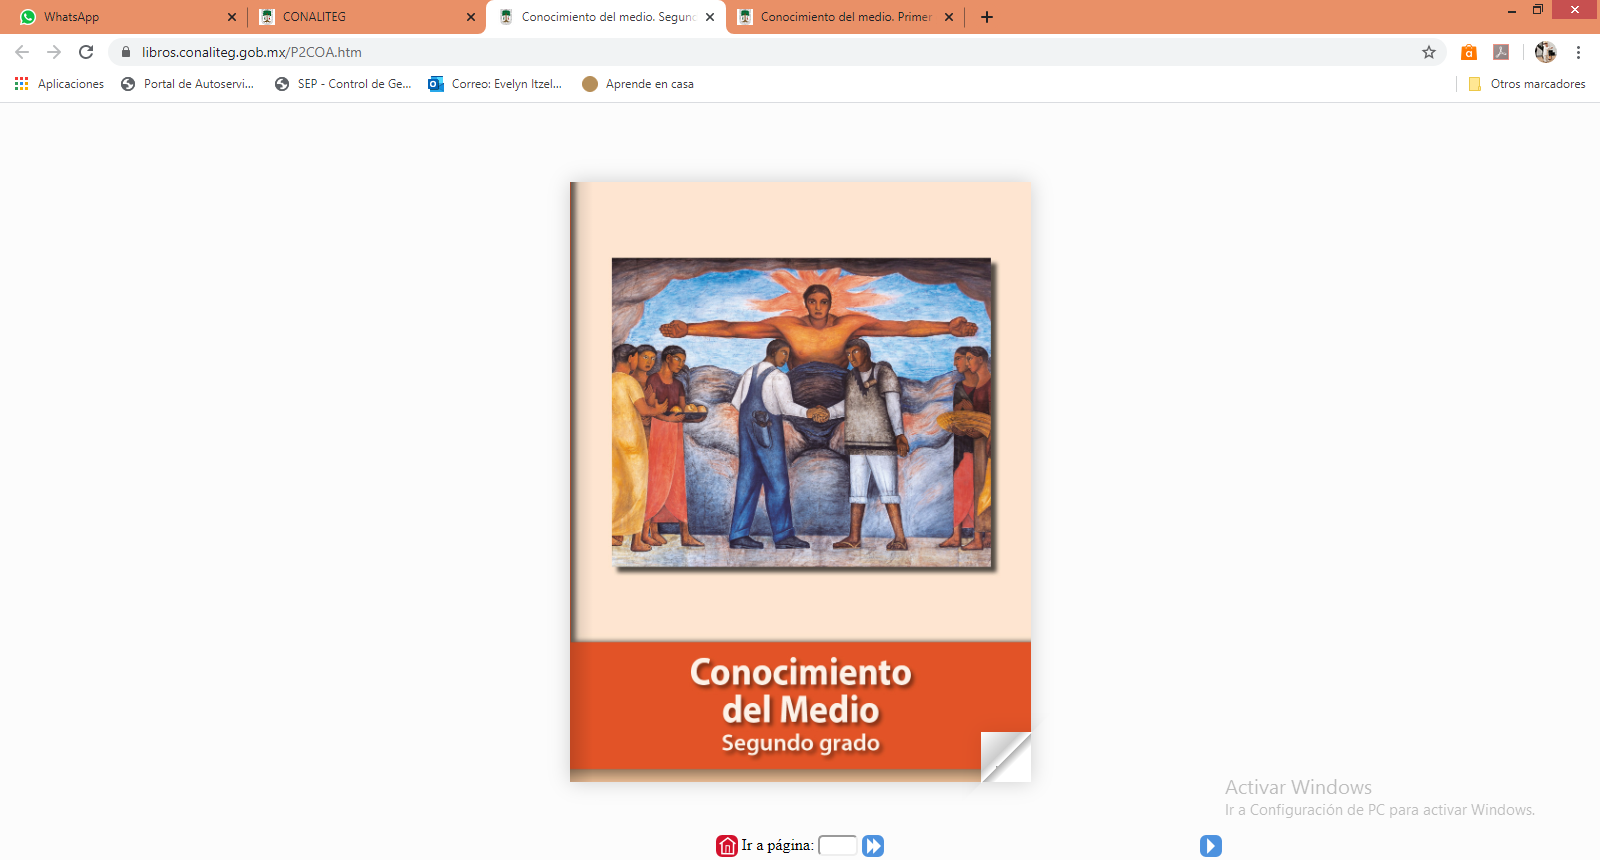 WhatsApp
CONALITEG
Conocimiento del medio. Segund
Conocimiento del medio. Primer
libros.conaliteg.gob.mx/P2COA.htm
Aplicaciones
Portal de Autoservi...
SEP - Control de Ge...
Correo: Evelyn Itzel...
Aprende en casa
Otros marcadores
Conocimiento
del Medio
Segundo grado
Activar Windows
Ir a Configuración de PC para activar Windows.
Ir a página: